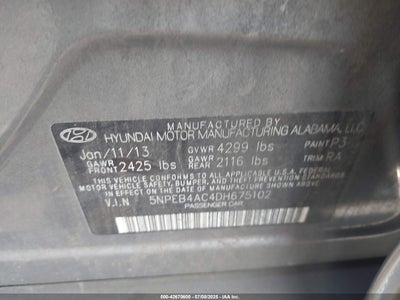 MANUFACTURED BY
HYUNDAI MOTOR MANUFACTURING ALABAMA, LLC
Jan/11/13 GVWR 4299 lbs PAINT P3
GAWR FRONT 2425 lbs GAWR REAR 2116 lbs TRIM RA
THIS VEHICLE CONFORMS TO ALL APPLICABLE U.S. FEDERAL
MOTOR VEHICLE SAFETY, BUMPER, AND THEFT PREVENTION STANDARDS
IN EFFECT ON THE DATE OF MANUFACTURE SHOWN ABOVE.
V.I.N 5NPEB4AC4DH675102
PASSENGER CAR
000-42670600 - 07/08/2025 - IAAI.COM